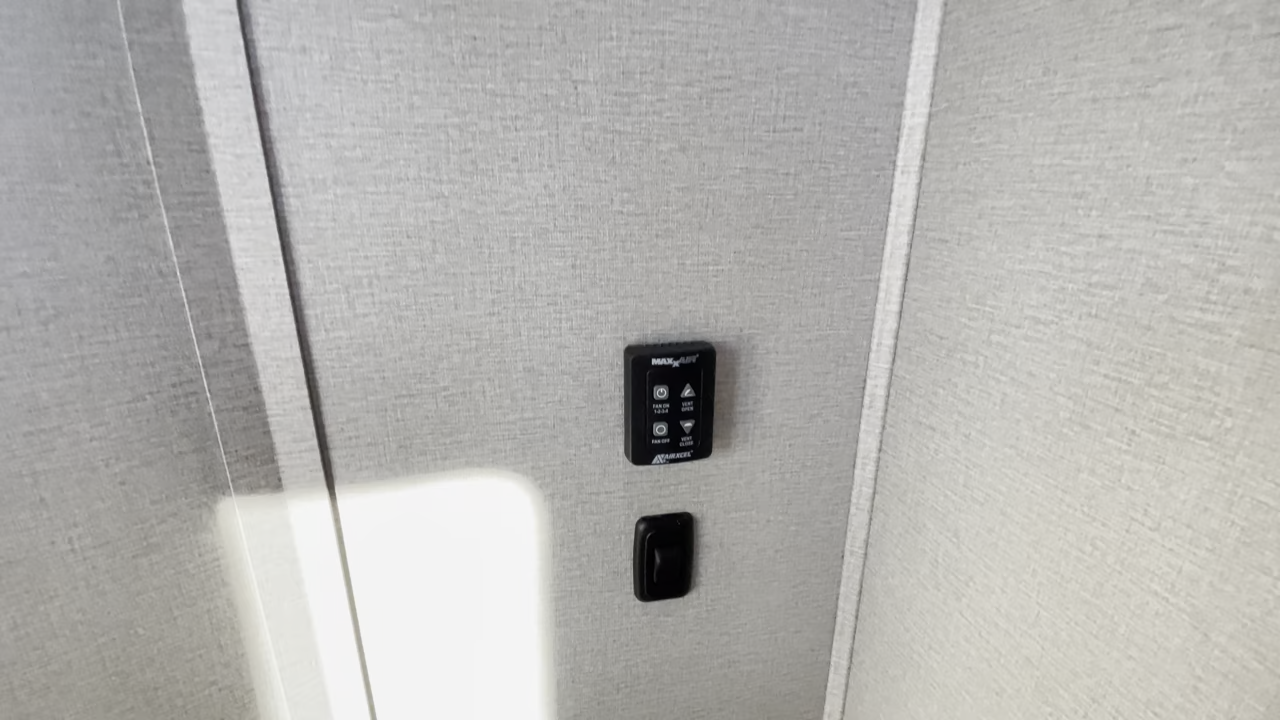 MAXXAIR
FAN ON
1-2-3-4
VENT
OPEN
FAN OFF
VENT
CLOSE
AIRXCEL